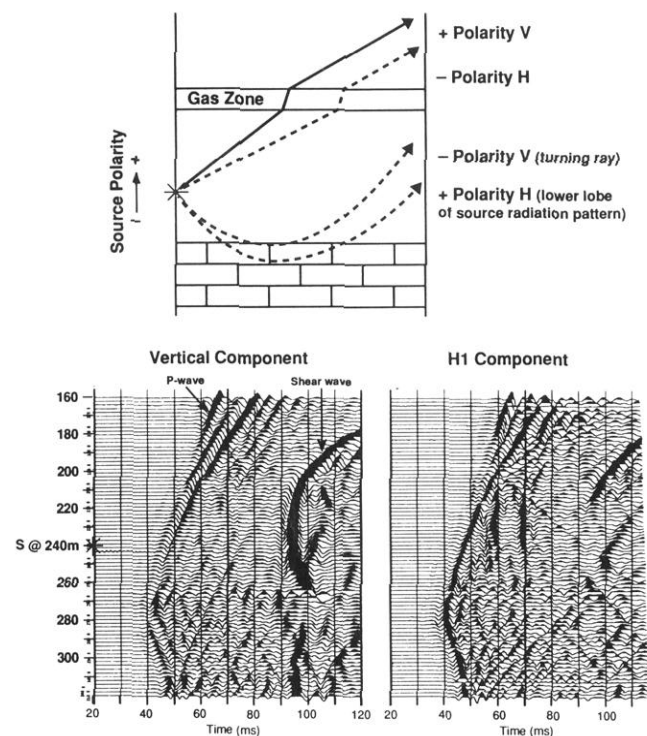 + Polarity V
– Polarity H
Gas Zone
Source Polarity
– +
– Polarity V (turning ray)
+ Polarity H (lower lobe
of source radiation pattern)
Vertical Component
H1 Component
P-wave
Shear wave
160
180
200
220
S @ 240m
260
280
300
20 40 60 80 100 120
Time (ms)
20 40 60 80 100
Time (ms)